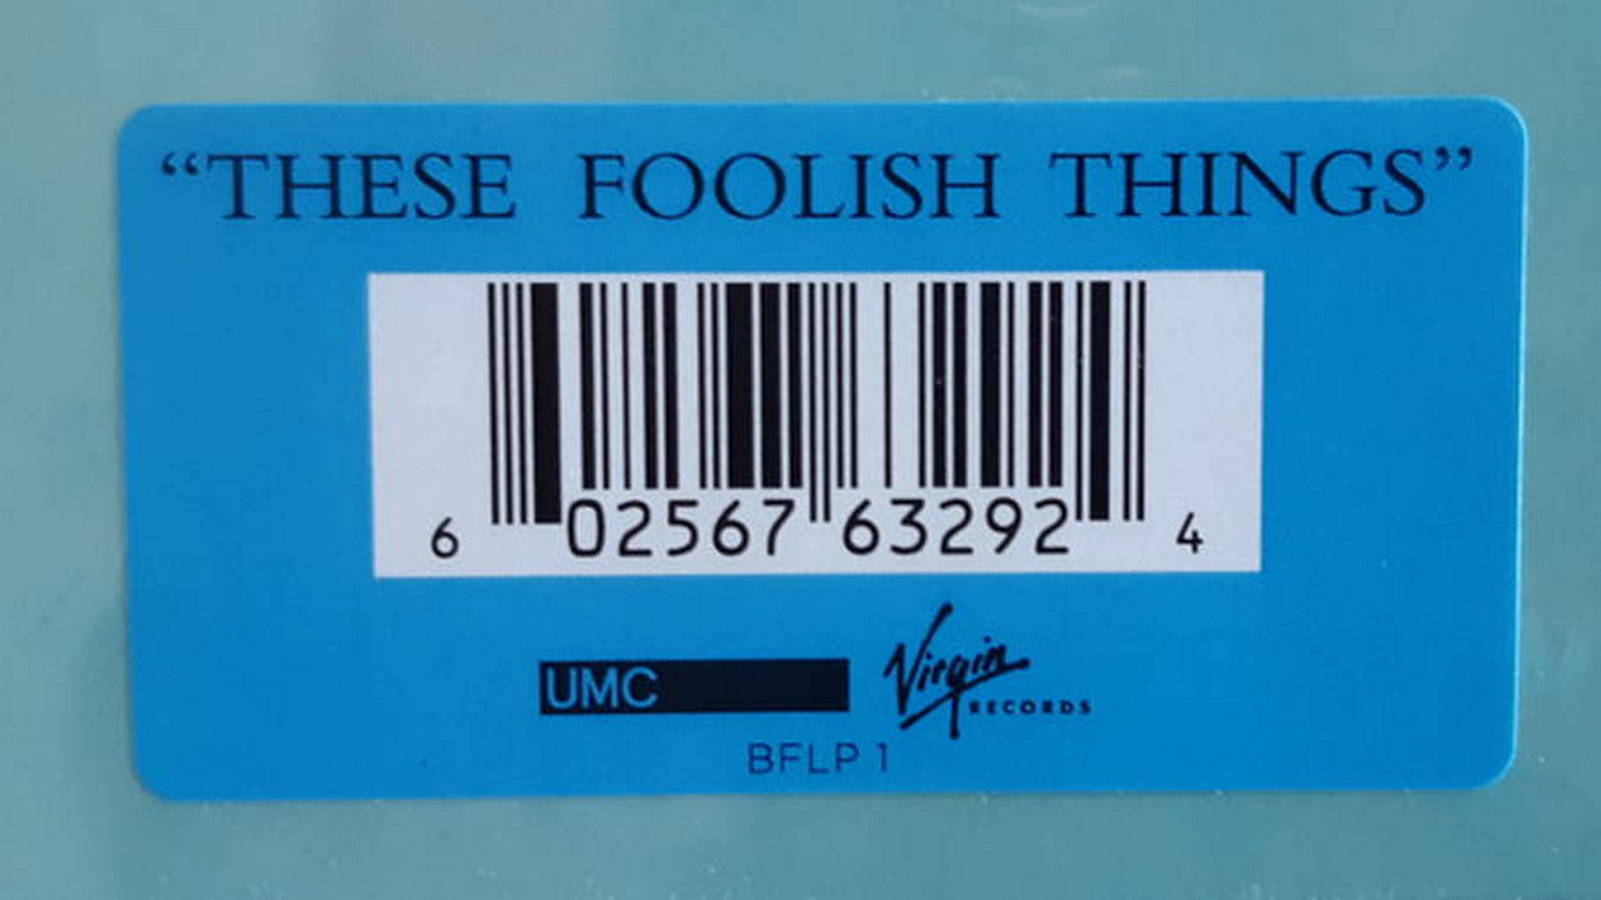 “THESE FOOLISH THINGS”
6 02567 63292 4
UMC
Virgin
RECORDS
BFLP 1